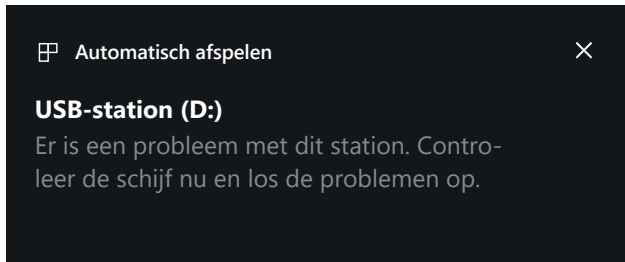 Automatisch afspelen
USB-station (D:)
Er is een probleem met dit station. Contro-
leer de schijf nu en los de problemen op.